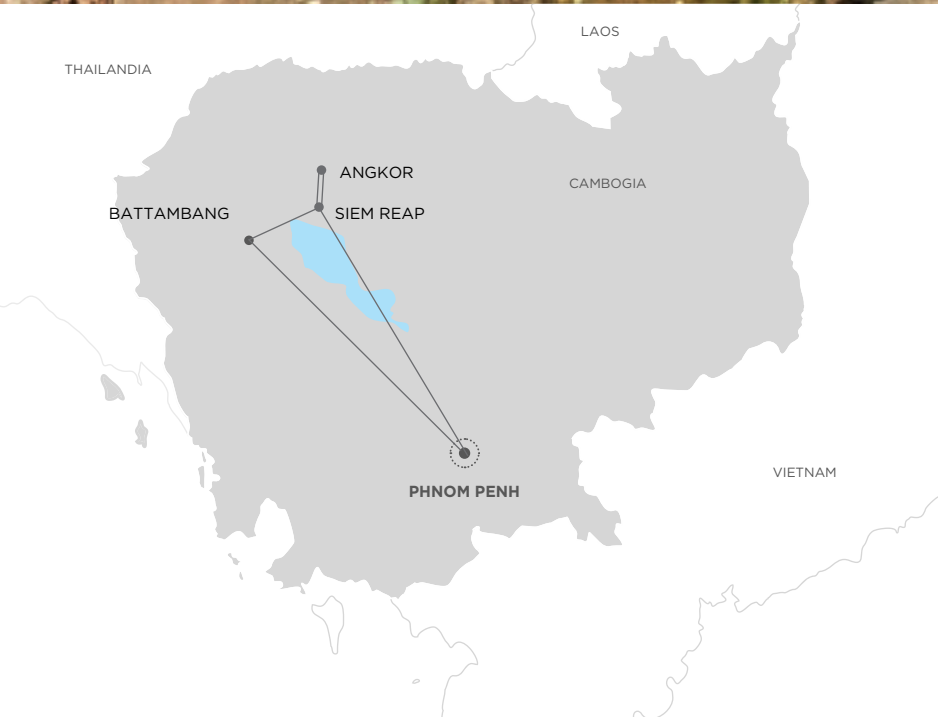 LAOS
THAILANDIA
ANGKOR
CAMBOGIA
BATTAMBANG
SIEM REAP
VIETNAM
PHNOM PENH